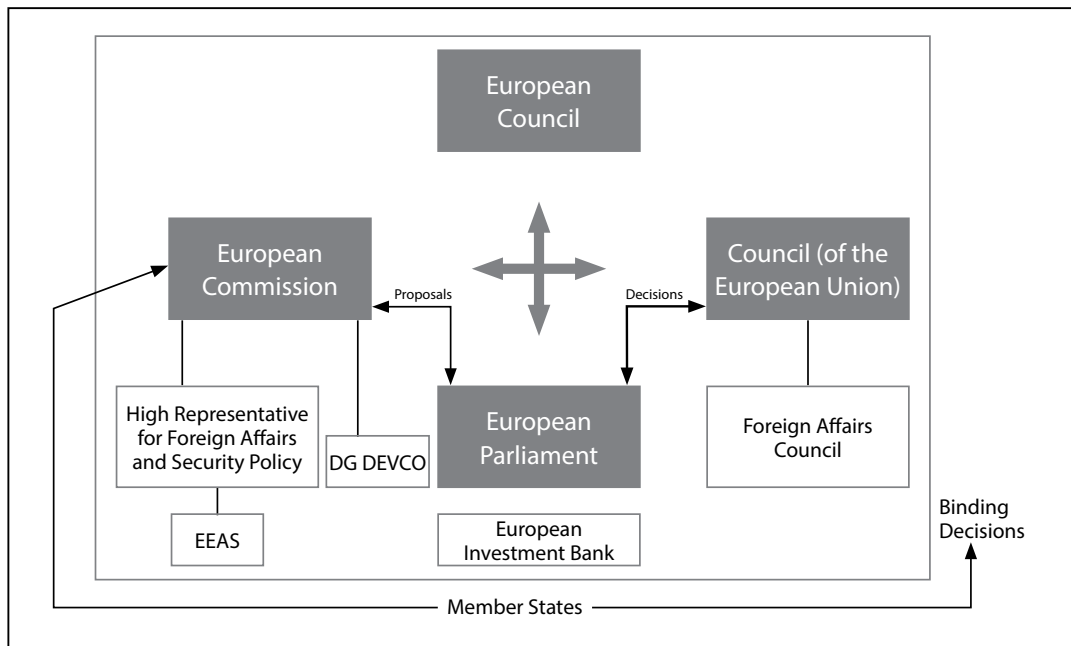 European
Council
European
Commission
Council (of the
European Union)
Proposals
Decisions
High Representative
for Foreign Affairs
and Security Policy
DG DEVCO
European
Parliament
Foreign Affairs
Council
EEAS
European
Investment Bank
Binding
Decisions
Member States